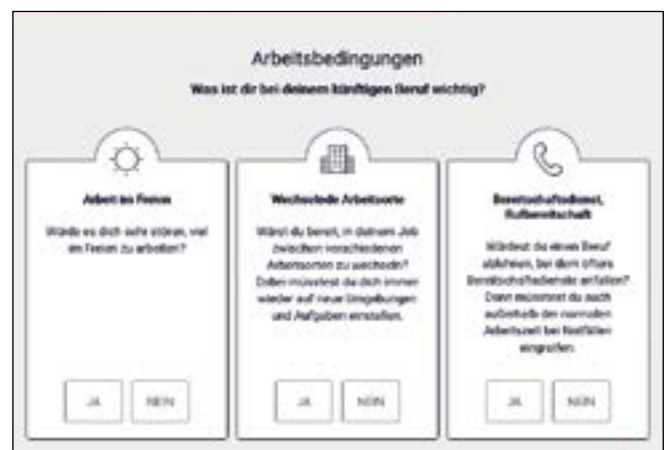 Arbeitsbedingungen
Was ist dir bei deinem künftigen Beruf wichtig?
Arbeit im Freien
Würde es dich sehr stören, viel
im Freien zu arbeiten?
JA
NEIN
Wechselnde Arbeitsorte
Wärst du bereit, in deinem Job
zwischen verschiedenen
Arbeitsorten zu wechseln?
Dabei müsstest du dich immer
wieder auf neue Umgebungen
und Aufgaben einstellen.
JA
NEIN
Bereitschaftsdienst,
Rufbereitschaft
Würdest du einen Beruf
ablehnen, bei dem öfters
Bereitschaftsdienste anfallen?
Dann müsstest du auch
außerhalb der normalen
Arbeitszeit bei Notfällen
eingreifen.
JA
NEIN